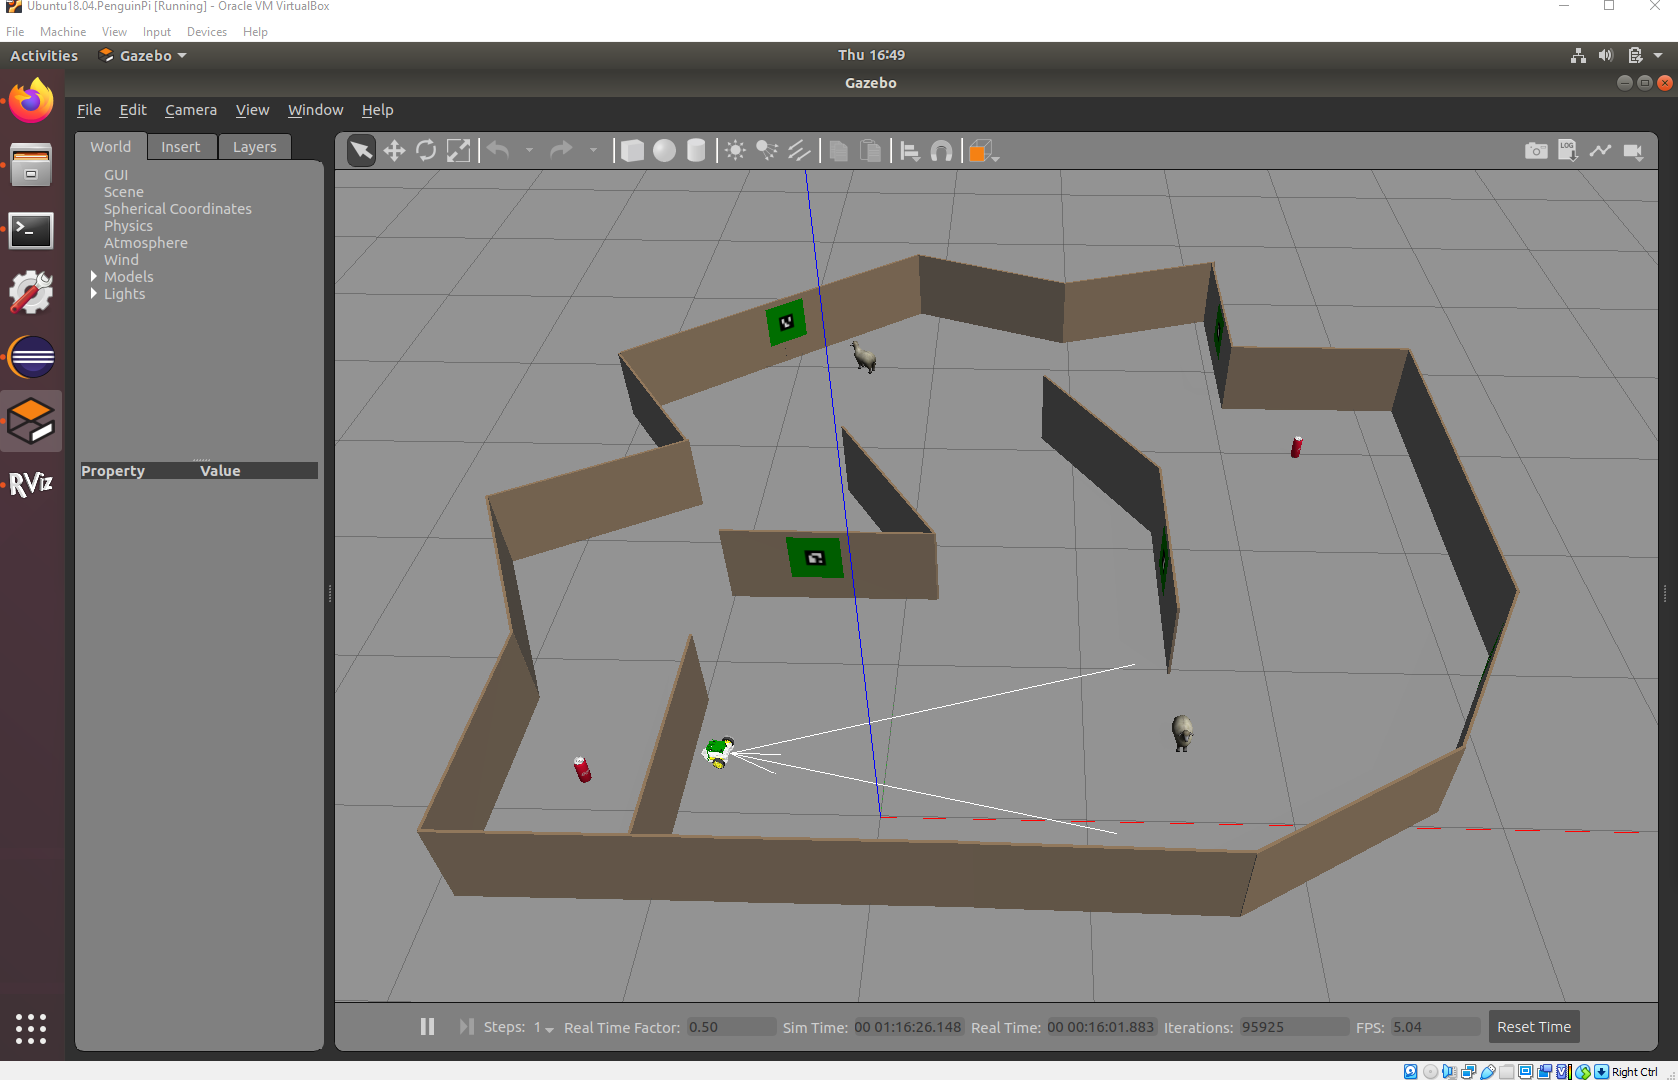 Ubuntu18.04.PenguinPi [Running] - Oracle VM VirtualBox
File Machine View Input Devices Help
Activities Gazebo Thu 16:49
Gazebo
File Edit Camera View Window Help
World Insert Layers
LOG
GUI
Scene
Spherical Coordinates
Physics
Atmosphere
Wind
Models
Lights
Property Value
RViz
Steps: 1 Real Time Factor: 0.50 Sim Time: 00 01:16:26.148 Real Time: 00 00:16:01.883 Iterations: 95925 FPS: 5.04 Reset Time
Right Ctrl